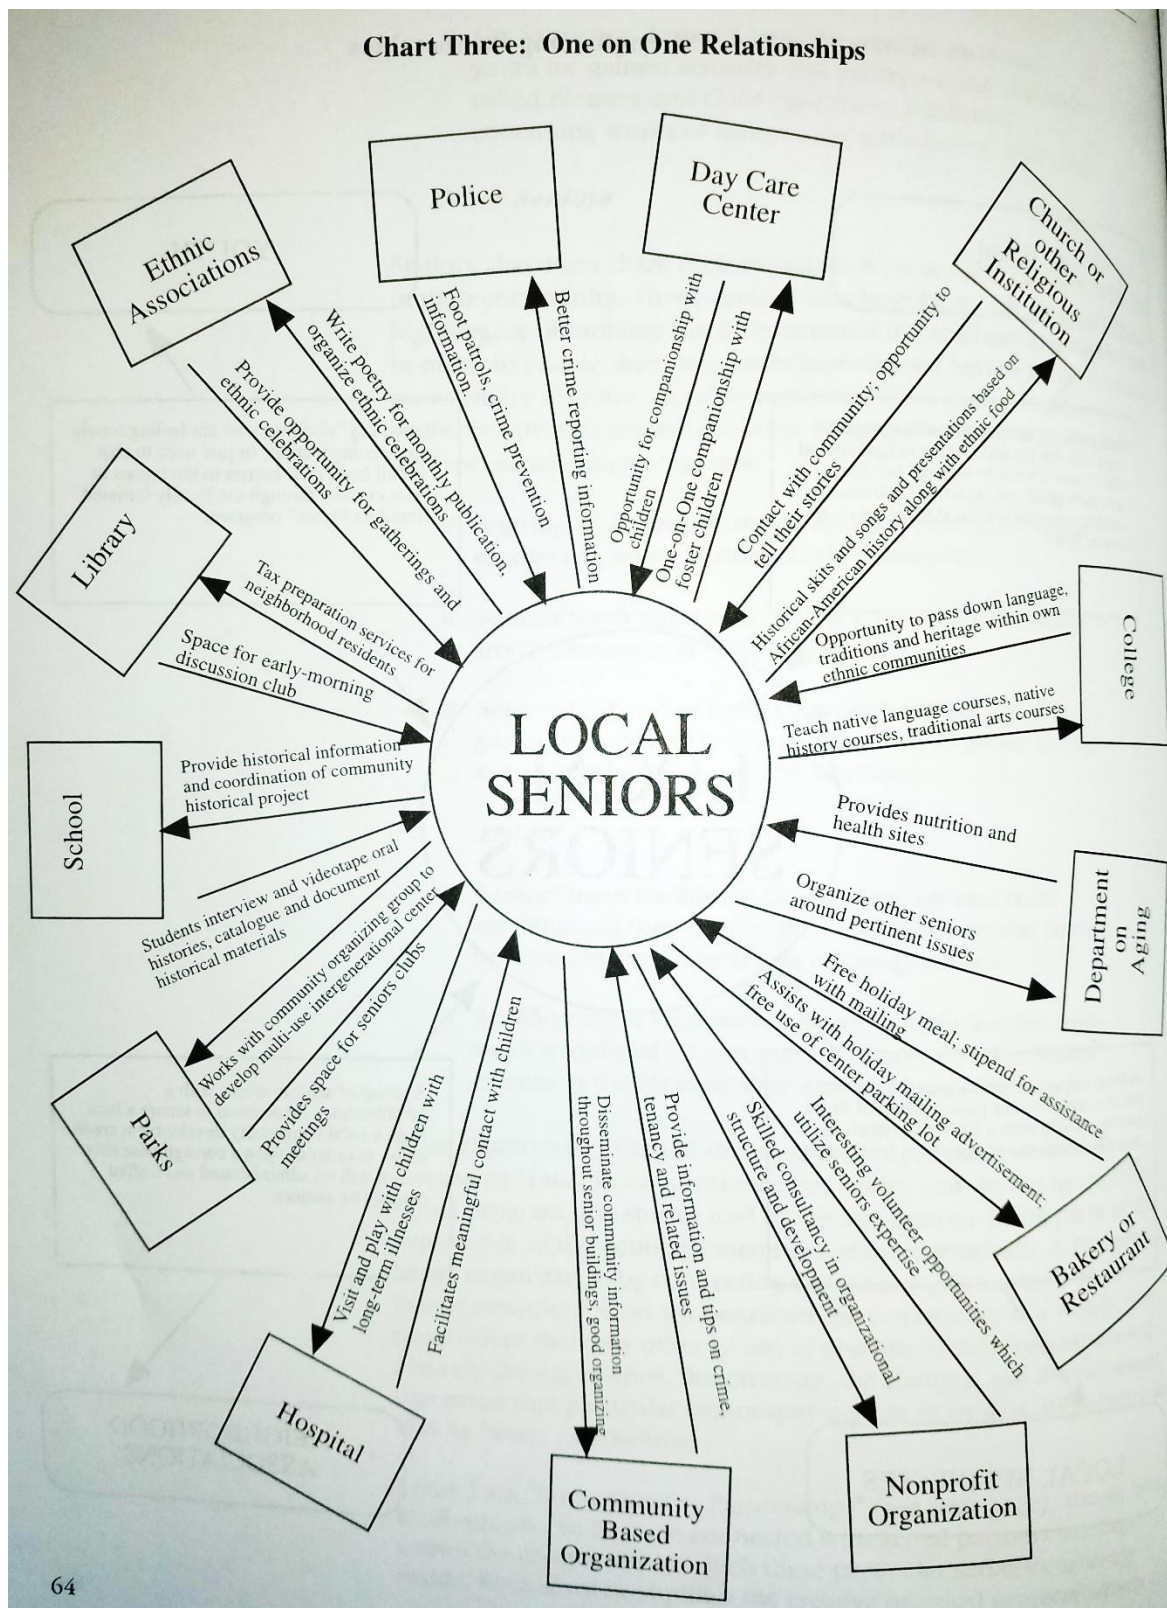 Chart Three: One on One Relationships
Police
Day Care
Center
Church or
other
Religious
Institution
Ethnic
Associations
Write poetry for monthly publication,
organize ethnic celebrations
Provide opportunity for gatherings and
ethnic celebrations
Foot patrols, crime prevention
information
Better crime reporting information
Opportunity for companionship with
children
One-on-One companionship with
foster children
Contact with community; opportunity to
tell their stories
Historical skits and songs and presentations based on
African-American history along with ethnic food
Library
Tax preparation services for
neighborhood residents
Space for early-morning
discussion club
College
Opportunity to pass down language,
traditions and heritage within own
ethnic communities
Teach native language courses, native
history courses, traditional arts courses
LOCAL
SENIORS
School
Provide historical information
and coordination of community
historical project
Students interview and videotape oral
histories, catalogue and document
historical materials
Provides nutrition and
health sites
Organize other seniors
around pertinent issues
Department
on
Aging
Parks
Works with community organizing group to
develop multi-use intergenerational center
Provides space for seniors clubs
meetings
Free holiday meal; stipend for assistance
with mailing
Assists with holiday mailing advertisement;
free use of center parking lot
Bakery or
Restaurant
Hospital
Visit and play with children with
long-term illnesses
Facilitates meaningful contact with children
Disseminate community information
throughout senior buildings, good organizing
Provide information and tips on crime,
tenancy and related issues
Skilled consultancy in organizational
structure and development
Interesting volunteer opportunities which
utilize seniors expertise
Community
Based
Organization
Nonprofit
Organization
64